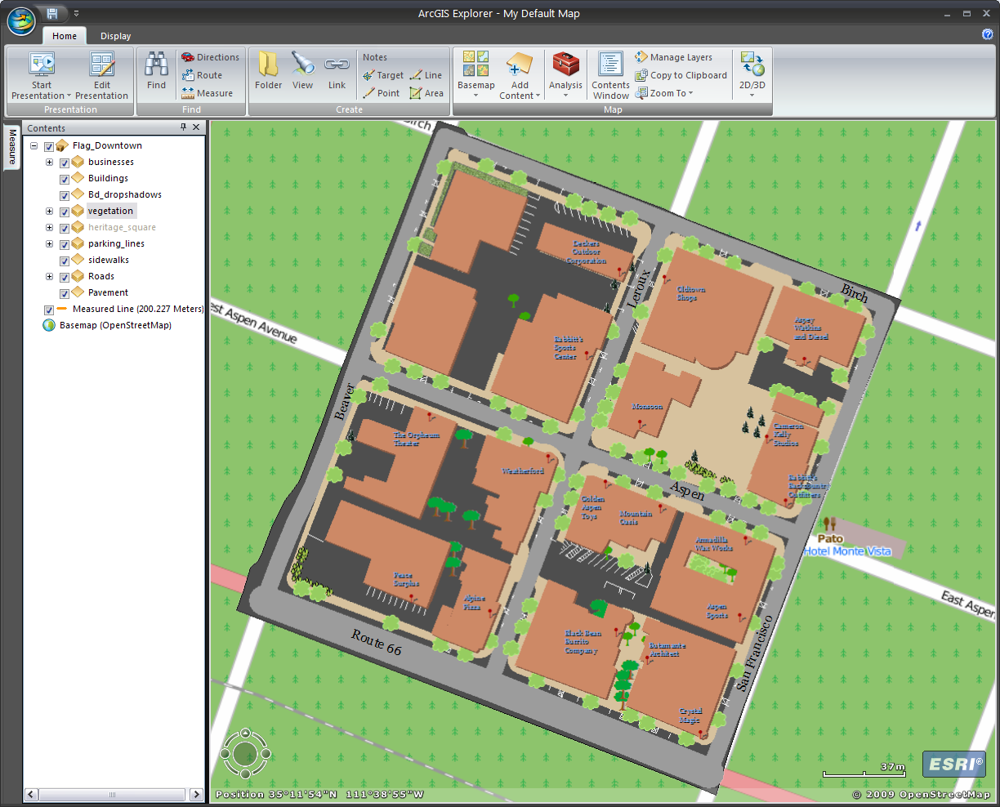 ArcGIS Explorer - My Default Map
Home
Display
Start
Presentation
Edit
Presentation
Presentation
Find
Directions
Route
Measure
Find
Folder
View
Link
Notes
Target
Line
Point
Area
Create
Basemap
Add
Content
Analysis
Contents
Window
Manage Layers
Copy to Clipboard
Zoom To
2D/3D
Map
Measure
Contents
Flag_Downtown
businesses
Buildings
Bd_dropshadows
vegetation
heritage_square
parking_lines
sidewalks
Roads
Pavement
Measured Line (200.227 Meters)
Basemap (OpenStreetMap)
Birch
Deckers
Outdoor
Corporation
Leroux
Oldtown
Shops
Birch
Aspey
Watkins
and Diesel
est Aspen Avenue
Babbitt's
Sports
Center
Beaver
Monsoon
The Orpheum
Theater
Cameron
Kelly
Studios
Weatherford
Babbitt's
Backcountry
Outfitters
Aspen
Golden
Aspen
Toys
Mountain
Oasis
Pato
Hotel Monte Vista
Armadilla
Wax Works
Peace
Surplus
Alpine
Pizza
Aspen
Sports
East Aspen
Route 66
Black Bean
Burrito
Company
Butamante
Architect
San Francisco
Crystal
Magic
37m
ESRI®
Position 35°11'54"N 111°38'55"W
© 2009 OpenStreetMap